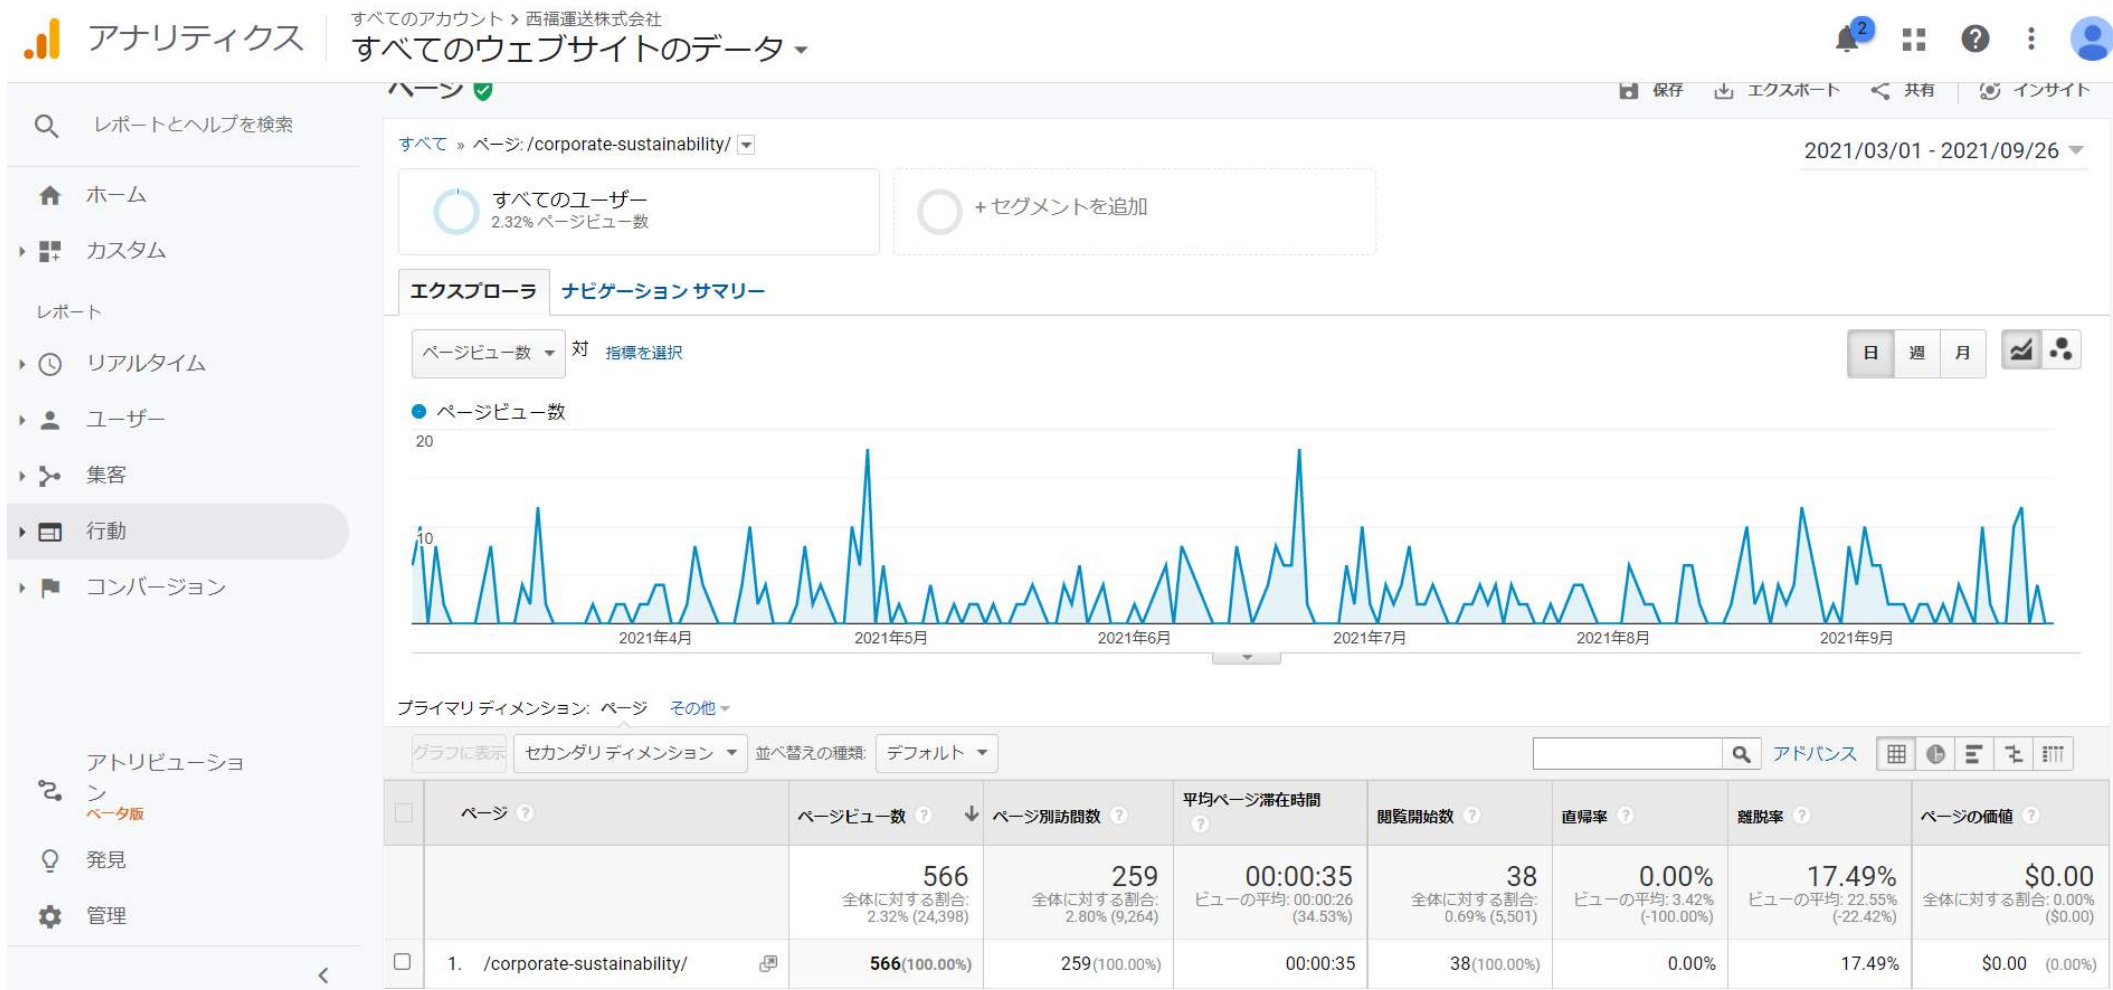 アナリティクス
すべてのアカウント > 西福運送株式会社
すべてのウェブサイトのデータ
2
ページ
保存
エクスポート
共有
インサイト
レポートとヘルプを検索
ホーム
カスタム
レポート
リアルタイム
ユーザー
集客
行動
コンバージョン
アトリビューショ
ン
ベータ版
発見
管理
すべて » ページ: /corporate-sustainability/
2021/03/01 - 2021/09/26
すべてのユーザー
2.32% ページビュー数
+ セグメントを追加
エクスプローラ
ナビゲーション サマリー
ページビュー数 対 指標を選択
日 週 月
ページビュー数
20
10
2021年4月 2021年5月 2021年6月 2021年7月 2021年8月 2021年9月
プライマリ ディメンション: ページ その他
グラフに表示 セカンダリ ディメンション 並べ替えの種類: デフォルト アドバンス
ページ ? ページビュー数 ? ページ別訪問数 ? 平均ページ滞在時間 ? 閲覧開始数 ? 直帰率 ? 離脱率 ? ページの価値 ?
566 259 00:00:35 38 0.00% 17.49% $0.00
全体に対する割合: 全体に対する割合: ビューの平均: 00:00:26 全体に対する割合: ビューの平均: 3.42% ビューの平均: 22.55% 全体に対する割合: 0.00%
2.32% (24,398) 2.80% (9,264) (34.53%) 0.69% (5,501) (-100.00%) (-22.42%) ($0.00)
1. /corporate-sustainability/ 566(100.00%) 259(100.00%) 00:00:35 38(100.00%) 0.00% 17.49% $0.00 (0.00%)